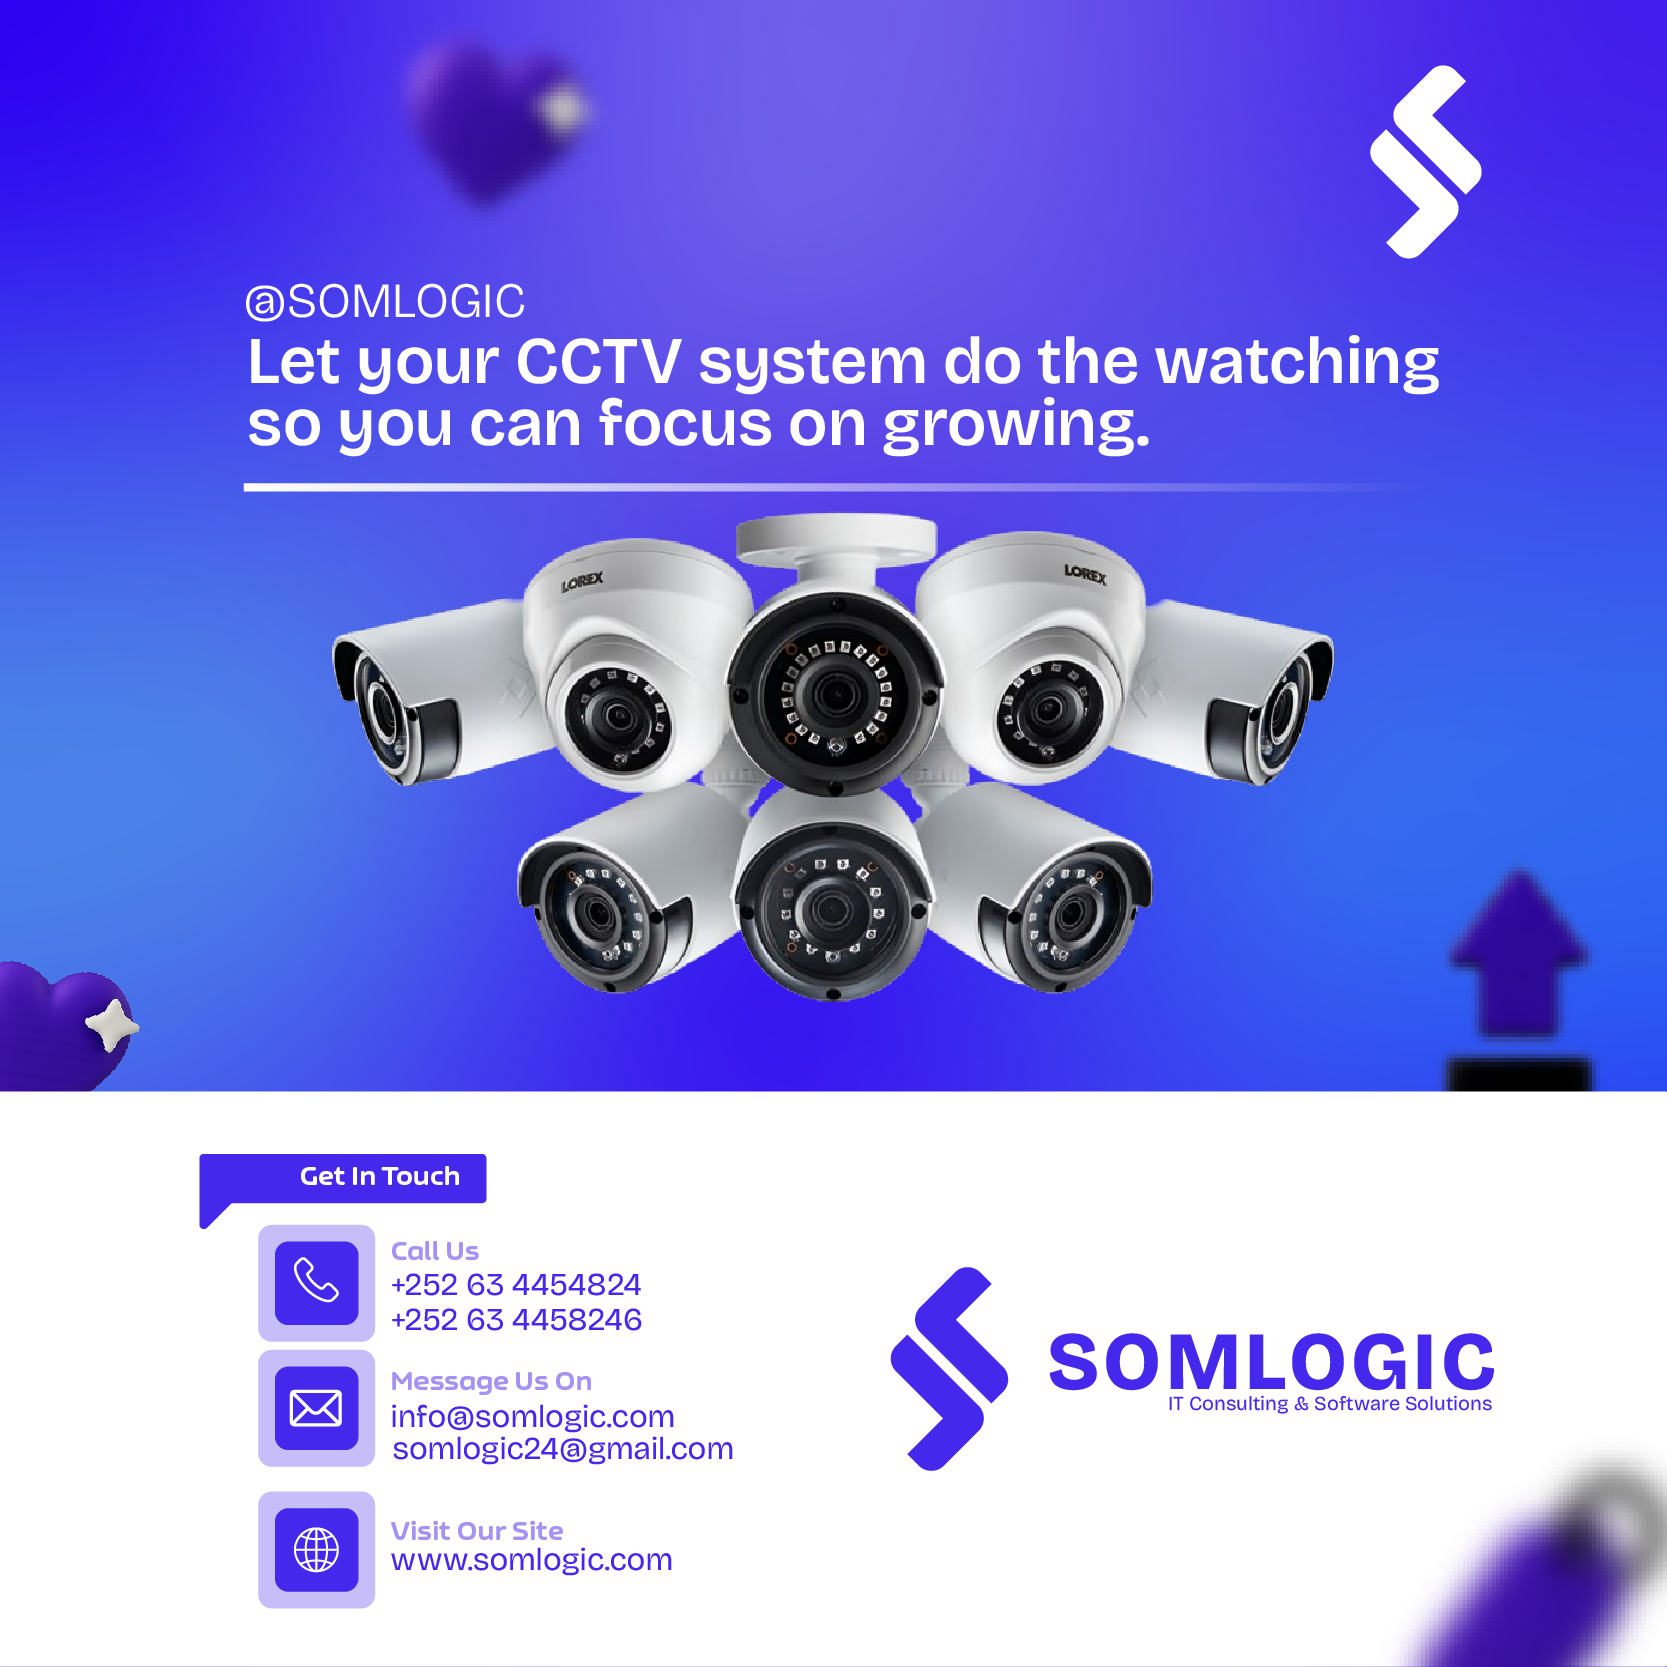 @SOMLOGIC
Let your CCTV system do the watching
so you can focus on growing.
LOREX
LOREX
Get In Touch
Call Us
+252 63 4454824
+252 63 4458246
Message Us On
info@somlogic.com
somlogic24@gmail.com
Visit Our Site
www.somlogic.com
SOMLOGIC
IT Consulting & Software Solutions